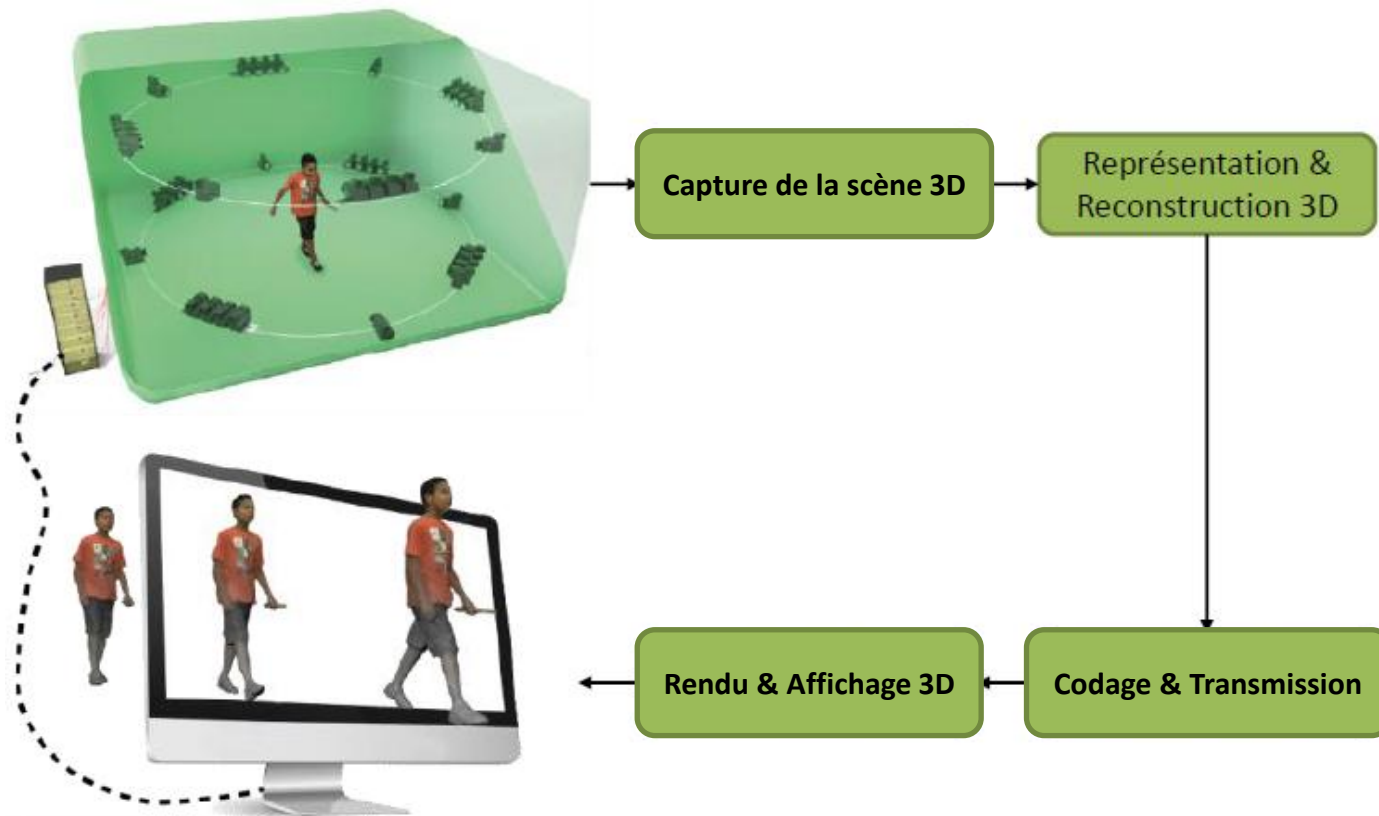 Capture de la scène 3D
Représentation &
Reconstruction 3D
Rendu & Affichage 3D
Codage & Transmission